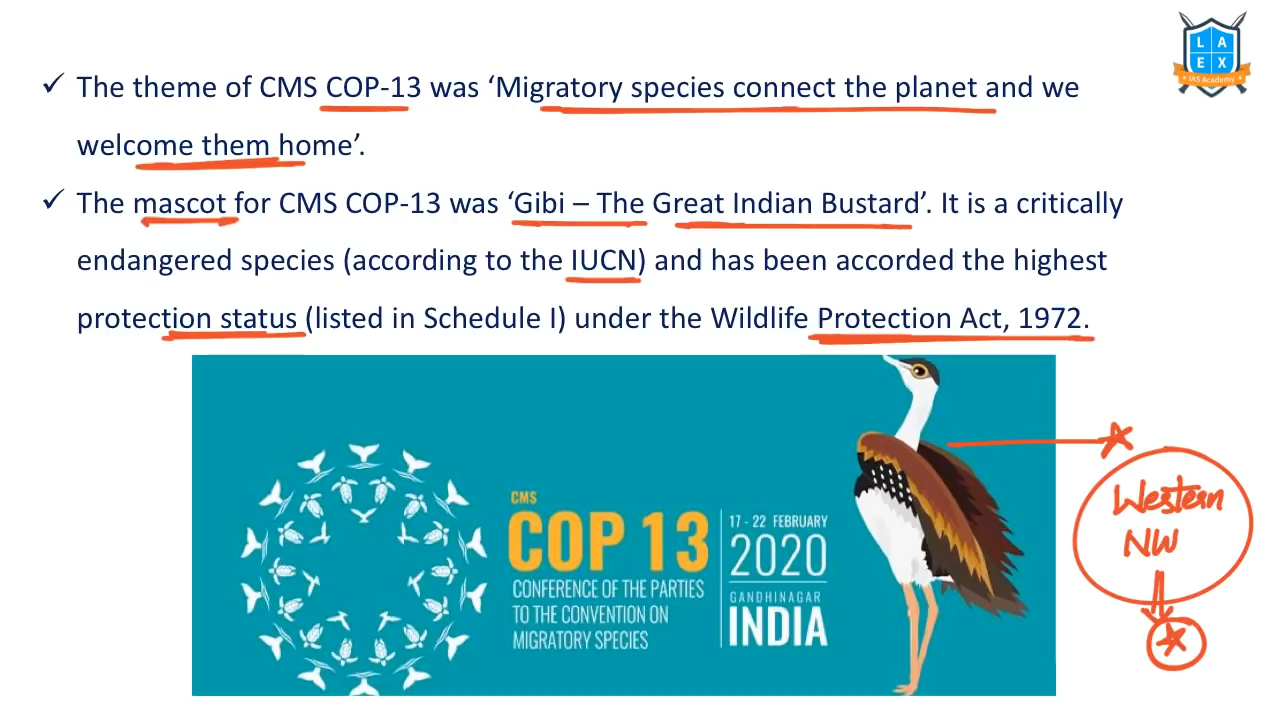 L A
E X
IAS Academy
✓ The theme of CMS COP-13 was ‘Migratory species connect the planet and we
welcome them home’.
✓ The mascot for CMS COP-13 was ‘Gibi – The Great Indian Bustard’. It is a critically
endangered species (according to the IUCN) and has been accorded the highest
protection status (listed in Schedule I) under the Wildlife Protection Act, 1972.
CMS
COP 13
CONFERENCE OF THE PARTIES
TO THE CONVENTION ON
MIGRATORY SPECIES
17 - 22 FEBRUARY
2020
GANDHINAGAR
INDIA
Western
NW